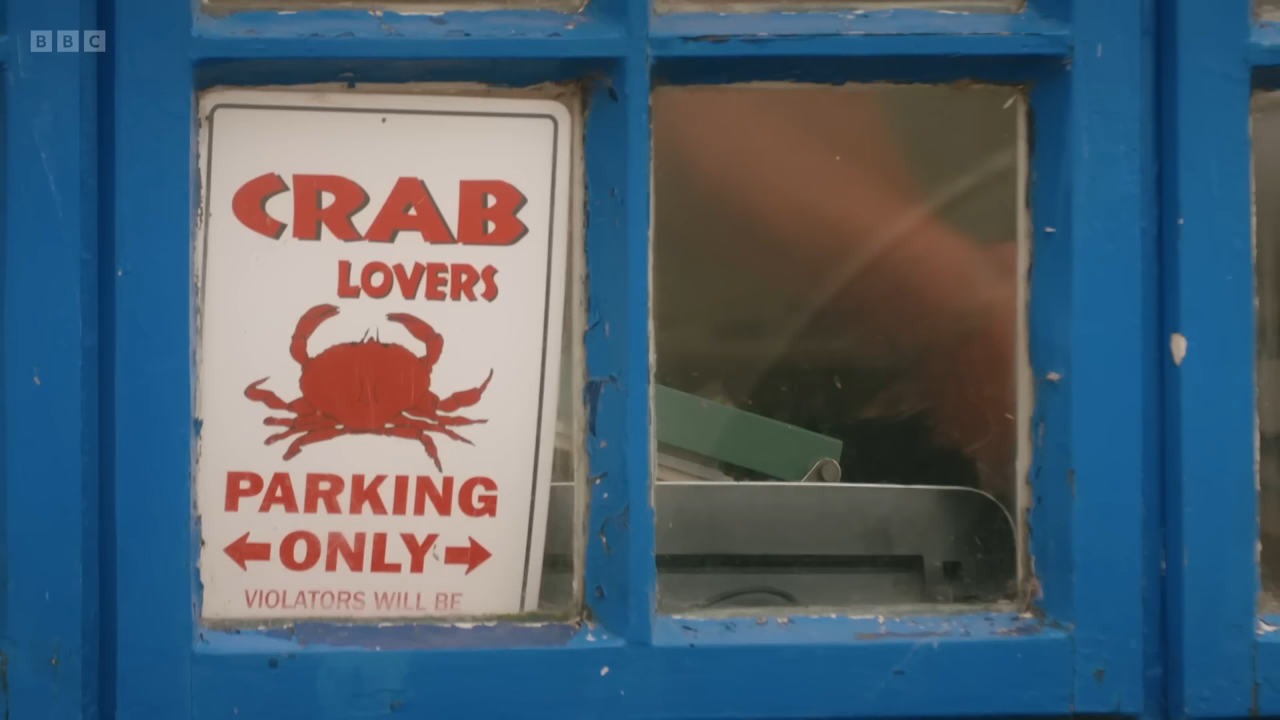 BBC
CRAB
LOVERS
PARKING
ONLY
VIOLATORS WILL BE